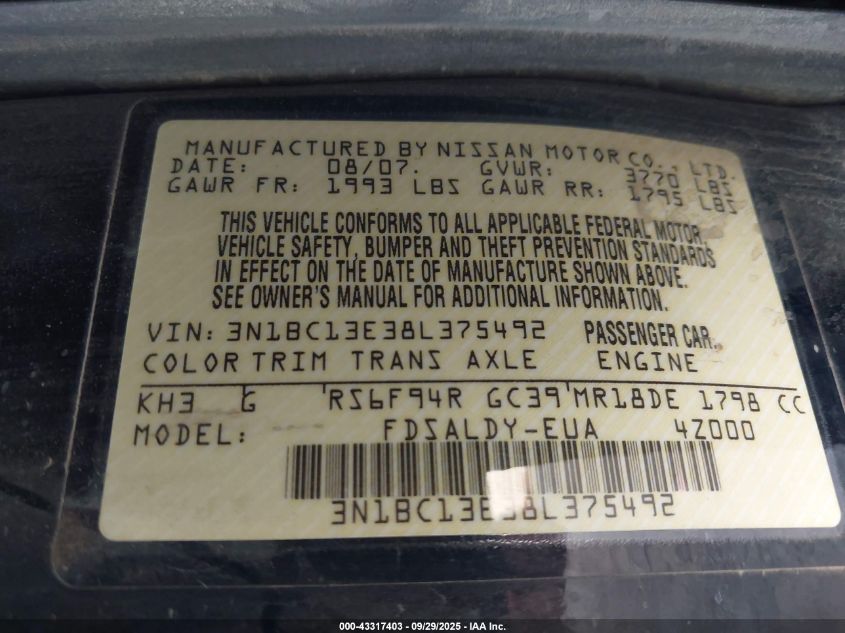 MANUFACTURED BY NISSAN MOTOR CO., LTD.
DATE: 08/07. GVWR: 3770 LBS
GAWR FR: 1993 LBS GAWR RR: 1795 LBS
THIS VEHICLE CONFORMS TO ALL APPLICABLE FEDERAL MOTOR
VEHICLE SAFETY, BUMPER AND THEFT PREVENTION STANDARDS
IN EFFECT ON THE DATE OF MANUFACTURE SHOWN ABOVE.
SEE OWNER'S MANUAL FOR ADDITIONAL INFORMATION.
VIN: 3N1BC13E38L375492 PASSENGER CAR
COLOR TRIM TRANS AXLE ENGINE
KH3 G RS6F94R GC39 MR18DE 1798 CC
MODEL: FDSALDY-EUA 4Z000
3N1BC13E38L375492
000-43317403 - 09/29/2025 - IAA Inc.